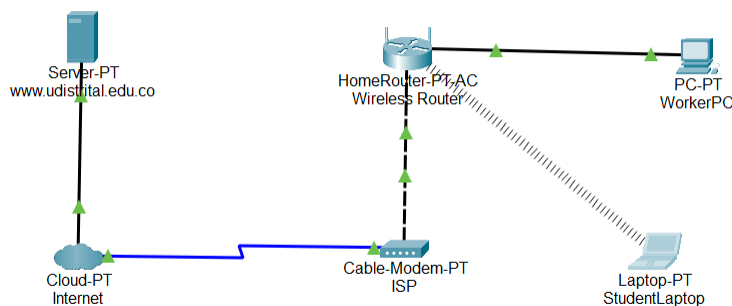 Server-PT
www.udistrital.edu.co
HomeRouter-PT-AC
Wireless Router
PC-PT
WorkerPC
Cloud-PT
Internet
Cable-Modem-PT
ISP
Laptop-PT
StudentLaptop